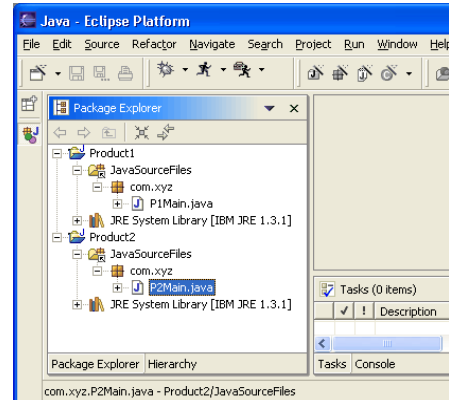 Java - Eclipse Platform
File Edit Source Refactor Navigate Search Project Run Window Help
Package Explorer
Product1
JavaSourceFiles
com.xyz
P1Main.java
JRE System Library [IBM JRE 1.3.1]
Product2
JavaSourceFiles
com.xyz
P2Main.java
JRE System Library [IBM JRE 1.3.1]
Package Explorer Hierarchy
Tasks (0 items)
! Description
Tasks Console
com.xyz.P2Main.java - Product2/JavaSourceFiles